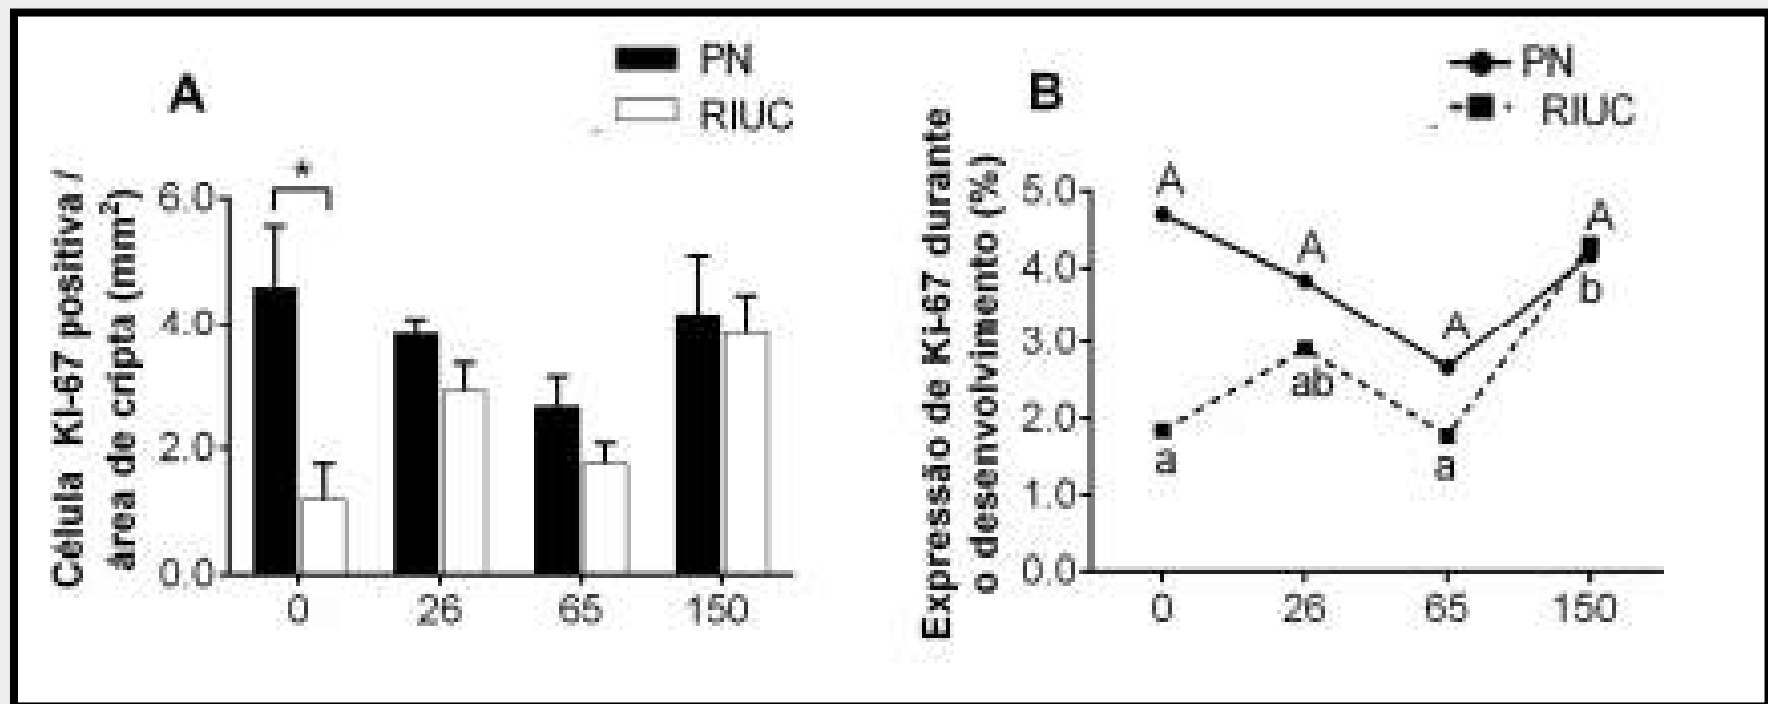 A
PN
RIUC
*
Célula Ki-67 positiva /
área de cripta (mm²)
6.0
4.0
2.0
0.0
0 26 65 150
B
PN
RIUC
Expressão de Ki-67 durante
o desenvolvimento (%)
5.0
4.0
3.0
2.0
1.0
0.0
A
A
A
A
a
ab
a
b
0 26 65 150